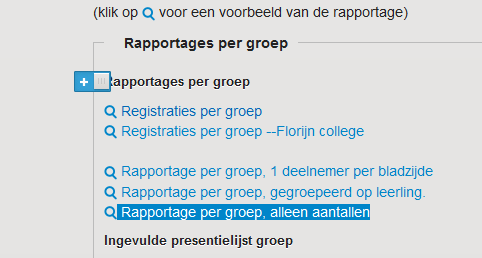 (klik op voor een voorbeeld van de rapportage)
Rapportages per groep
Rapportages per groep
Registraties per groep
Registraties per groep --Florijn college
Rapportage per groep, 1 deelnemer per bladzijde
Rapportage per groep, gegroepeerd op leerling.
Rapportage per groep, alleen aantallen
Ingevulde presentielijst groep